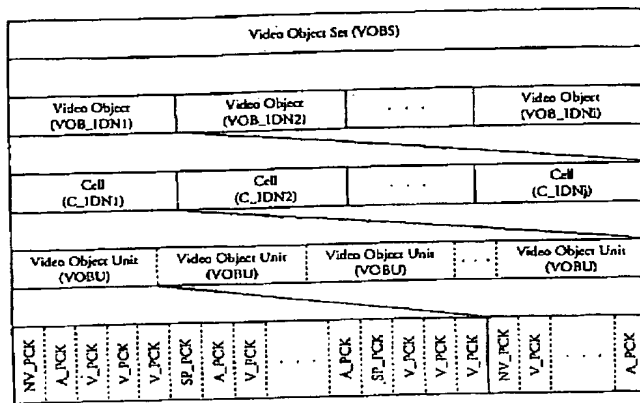 Video Object Set (VOBS)
Video Object Video Object . . . Video Object
(VOB_IDN1) (VOB_IDN2) (VOB_IDNi)
Cell Cell . . . Cell
(C_IDN1) (C_IDN2) (C_IDNj)
Video Object Unit Video Object Unit Video Object Unit . . . Video Object Unit
(VOBU) (VOBU) (VOBU) (VOBU)
NV_PCK
A_PCK
V_PCK
V_PCK
V_PCK
SP_PCK
A_PCK
V_PCK
. . . .
A_PCK
SP_PCK
V_PCK
V_PCK
V_PCK
NV_PCK
V_PCK
. . . .
A_PCK